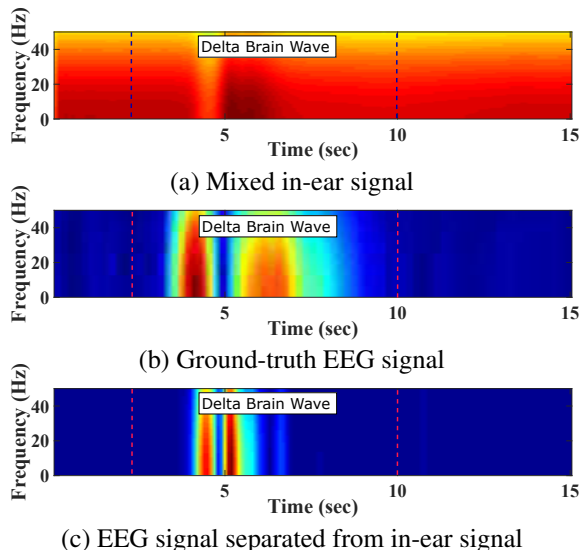 Frequency (Hz)
40
20
0
Delta Brain Wave
5
10
15
Time (sec)
(a) Mixed in-ear signal
Frequency (Hz)
40
20
0
Delta Brain Wave
5
10
15
Time (sec)
(b) Ground-truth EEG signal
Frequency (Hz)
40
20
0
Delta Brain Wave
5
10
15
Time (sec)
(c) EEG signal separated from in-ear signal